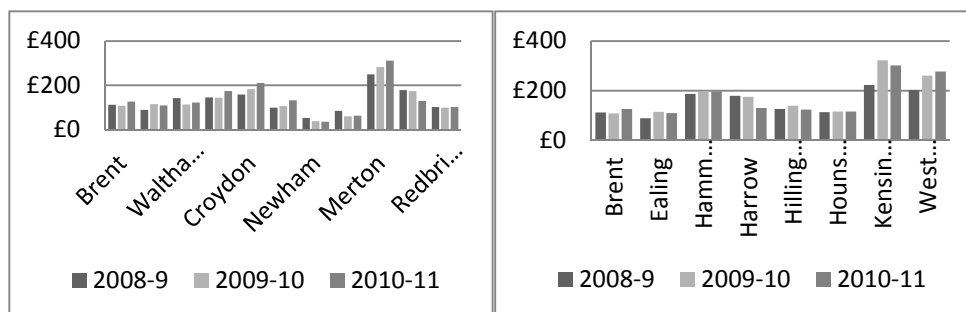 £400
£200
£0
Brent
Waltha...
Croydon
Newham
Merton
Redbri...
2008-9 2009-10 2010-11
£400
£200
£0
Brent
Ealing
Hamm...
Harrow
Hilling...
Houns...
Kensin...
West...
2008-9 2009-10 2010-11